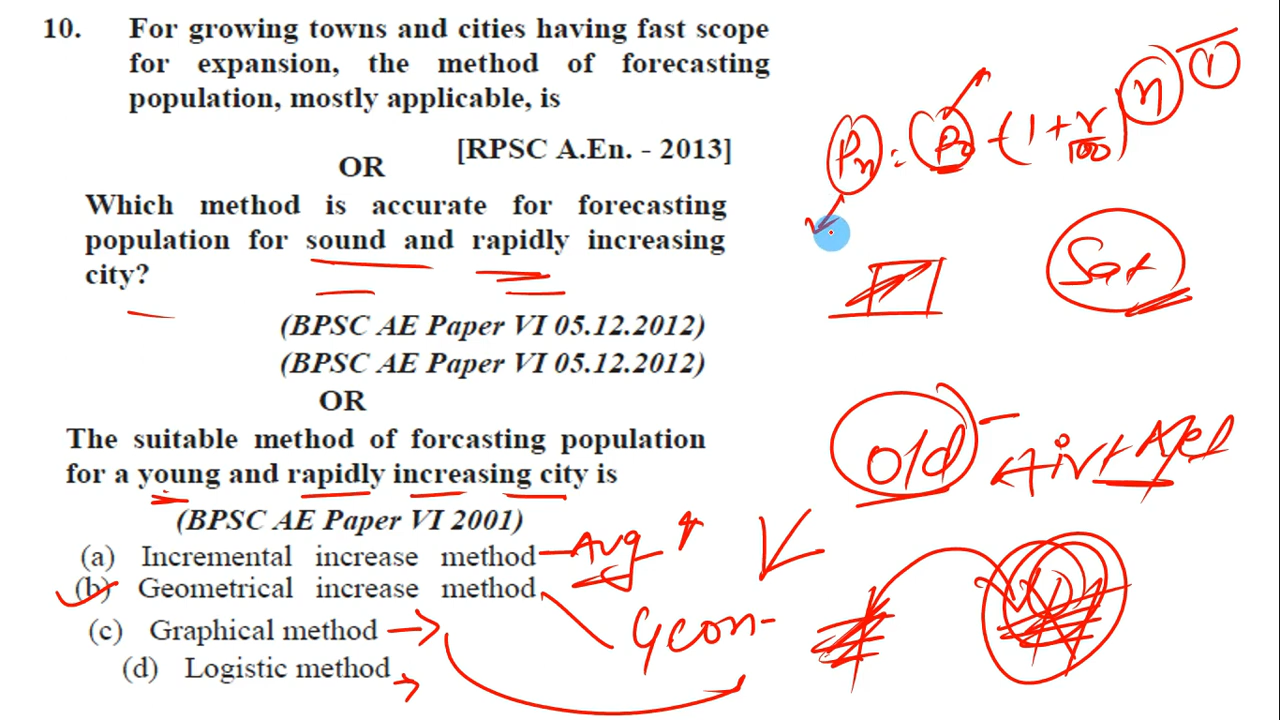 10. For growing towns and cities having fast scope
for expansion, the method of forecasting
population, mostly applicable, is
[RPSC A.En. - 2013]
OR
Which method is accurate for forecasting
population for sound and rapidly increasing
city?
(BPSC AE Paper VI 05.12.2012)
(BPSC AE Paper VI 05.12.2012)
OR
The suitable method of forcasting population
for a young and rapidly increasing city is
(BPSC AE Paper VI 2001)
(a) Incremental increase method
(b) Geometrical increase method
(c) Graphical method
(d) Logistic method
Pn = P0 (1 + r/100)^n
Sat
Old
Avg
Geom-